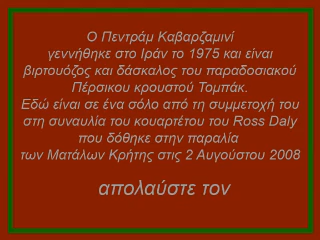 Ο Πεντράμ Καβαρζαμινί
γεννήθηκε στο Ιράν το 1975 και είναι
βιρτουόζος και δάσκαλος του παραδοσιακού
Πέρσικου κρουστού Τομπάκ.
Εδώ είναι σε ένα σόλο από τη συμμετοχή του
στη συναυλία του κουαρτέτου του Ross Daly
που δόθηκε στην παραλία
των Ματάλων Κρήτης στις 2 Αυγούστου 2008
απολαύστε τον